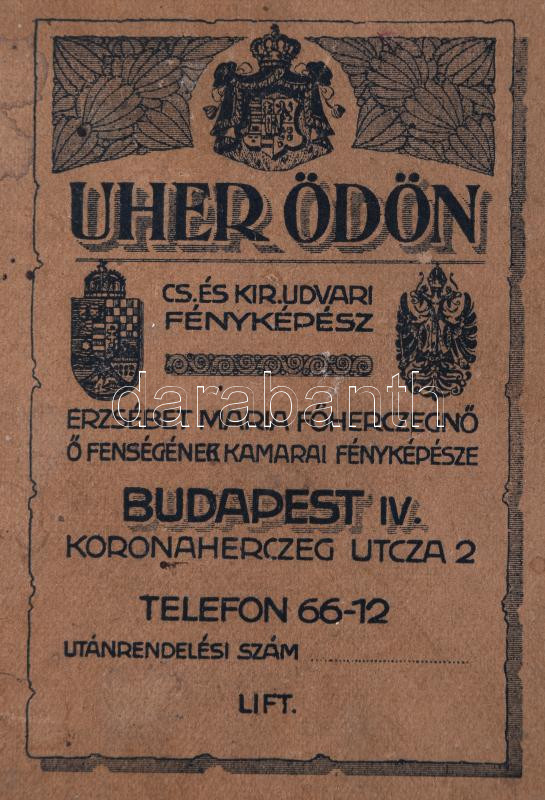 UHER ÖDÖN
CS. ÉS KIR. UDVARI
FÉNYKÉPÉSZ
darabanth
ERZSÉBET MÁRIA FŐHERCZEGNŐ
Ő FENSÉGÉNEK KAMARAI FÉNYKÉPÉSZE
BUDAPEST IV.
KORONAHERCZEG UTCZA 2
TELEFON 66-12
UTÁNRENDELÉSI SZÁM
LIFT.